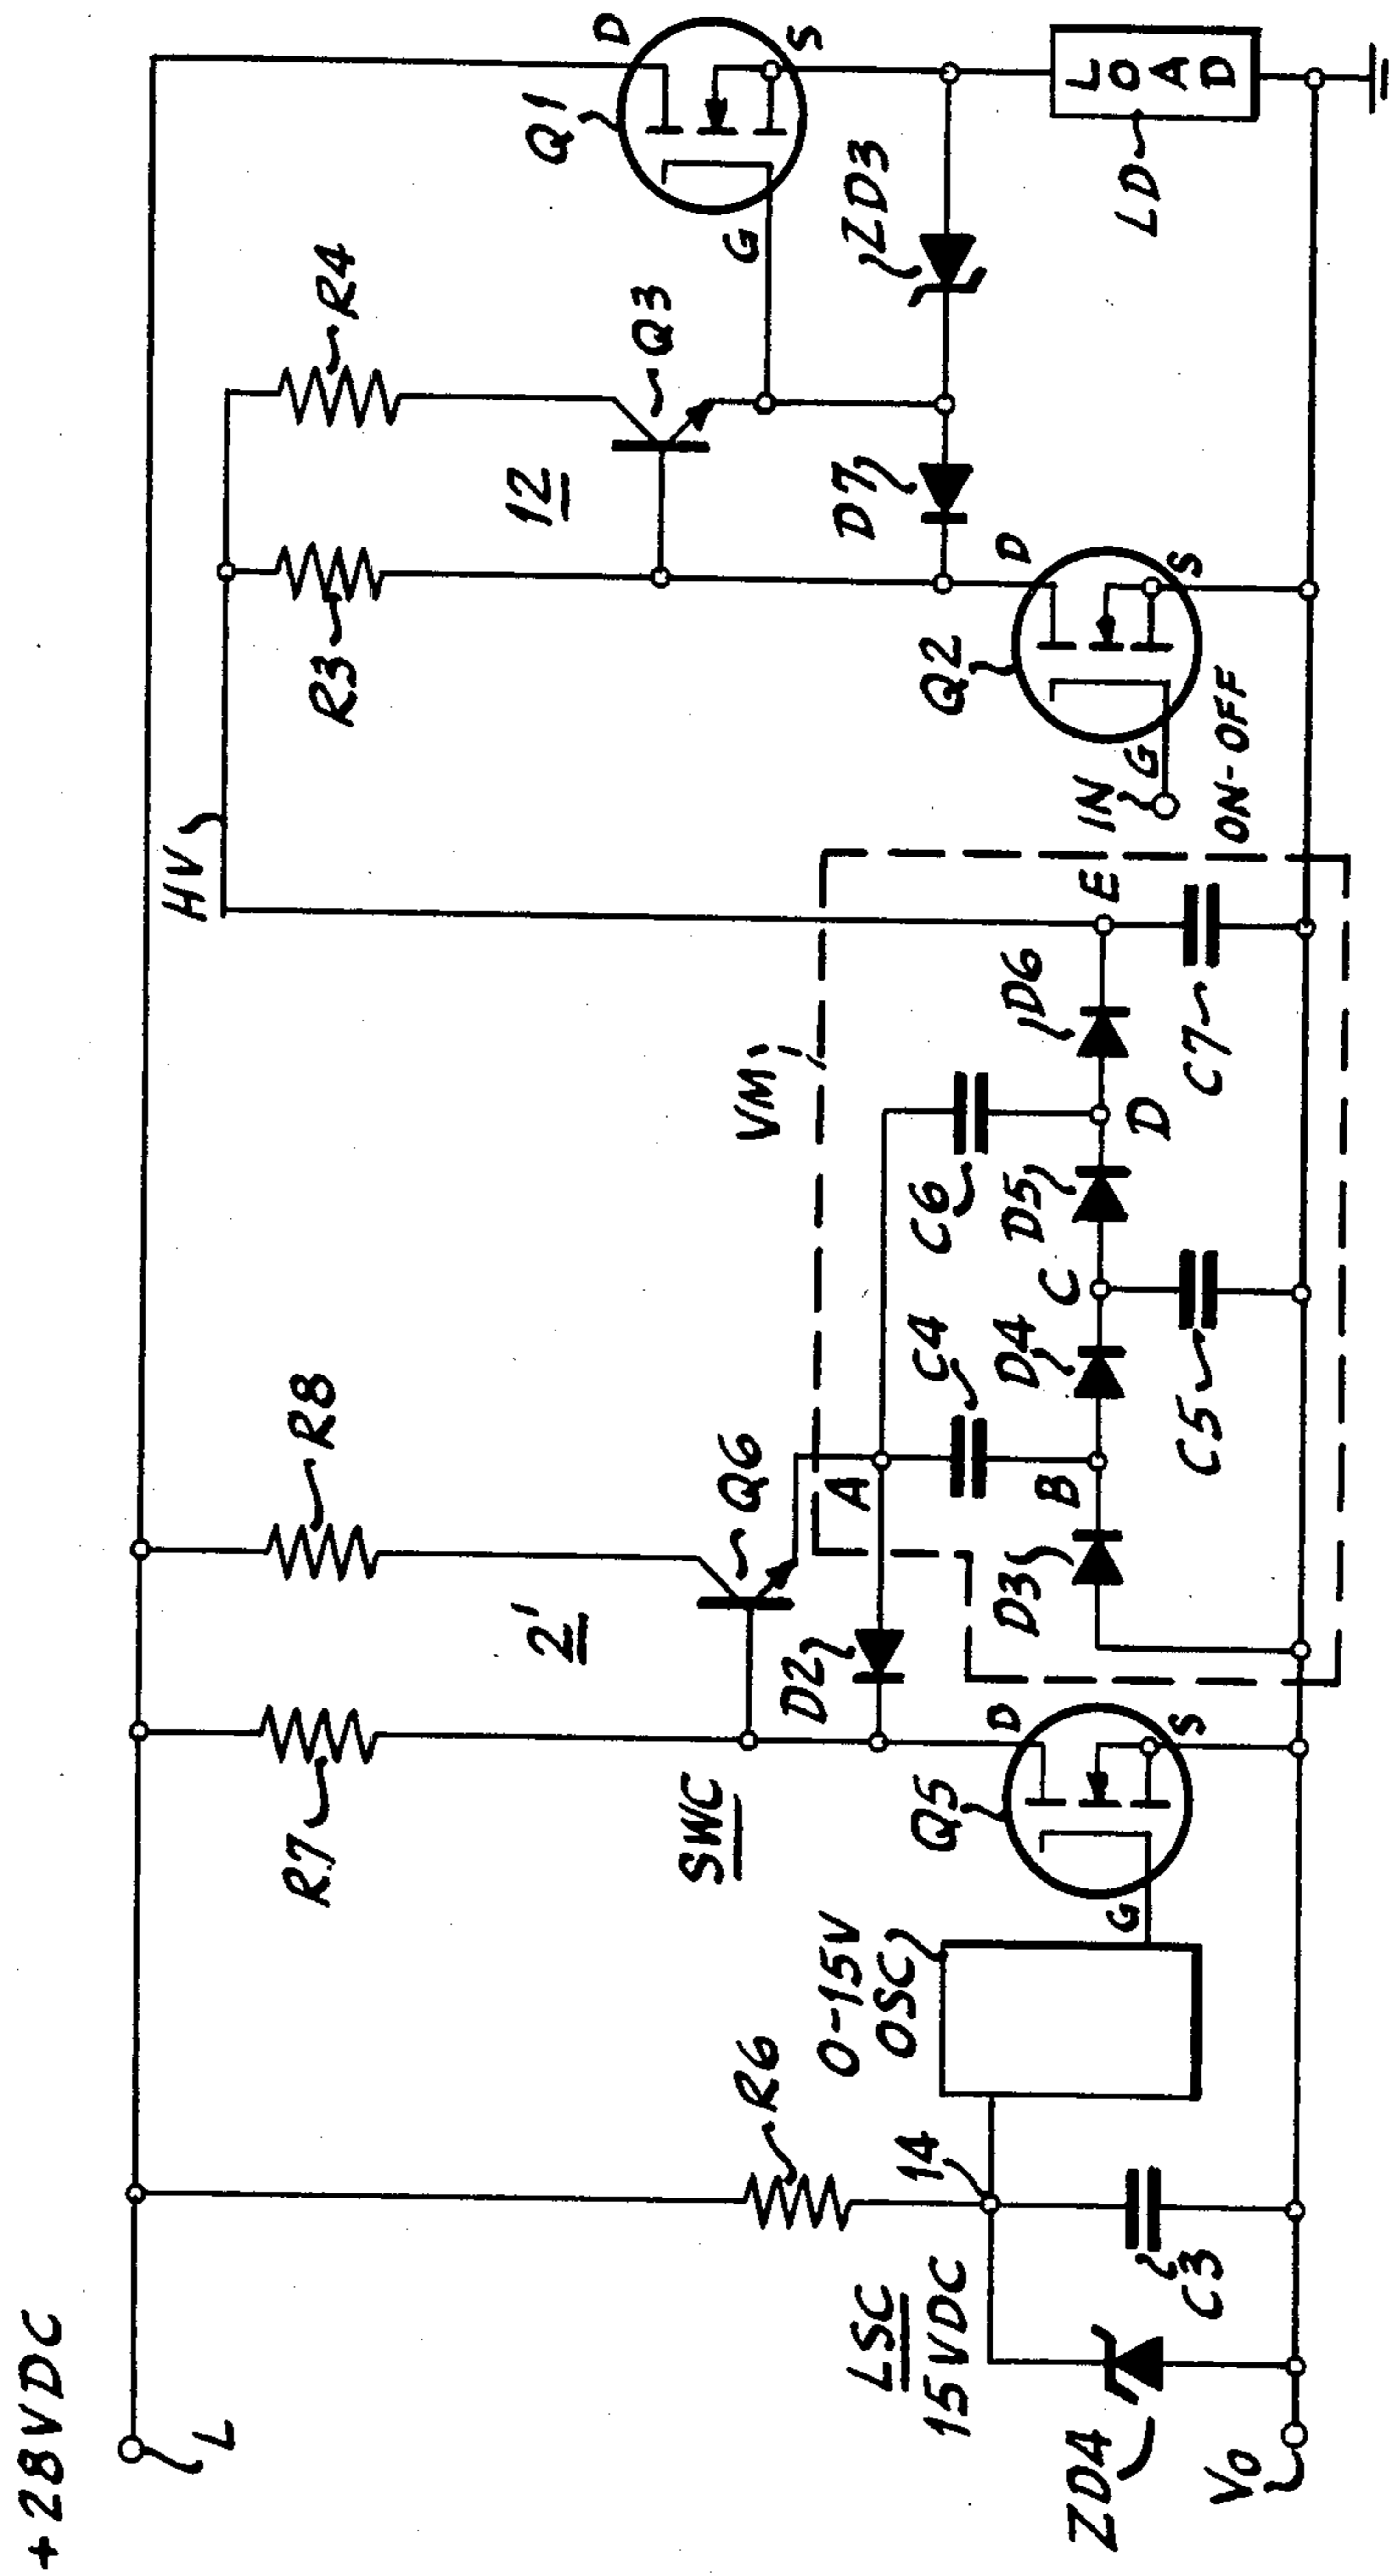 +28VDC
L
R7
R8
HV
R3
R4
Q1
D
S
G
2'
12
SWC
Q6
Q3
R6
VM
D2
A
C4
C6
D7
ZD3
LOAD
LD
LSC
15VDC
14
0-15V
OSC
Q5
D
G
S
D3
B
D4
C
D5
D
D6
E
Q2
D
IN
G
S
ON-OFF
ZD4
C3
C5
C7
V0